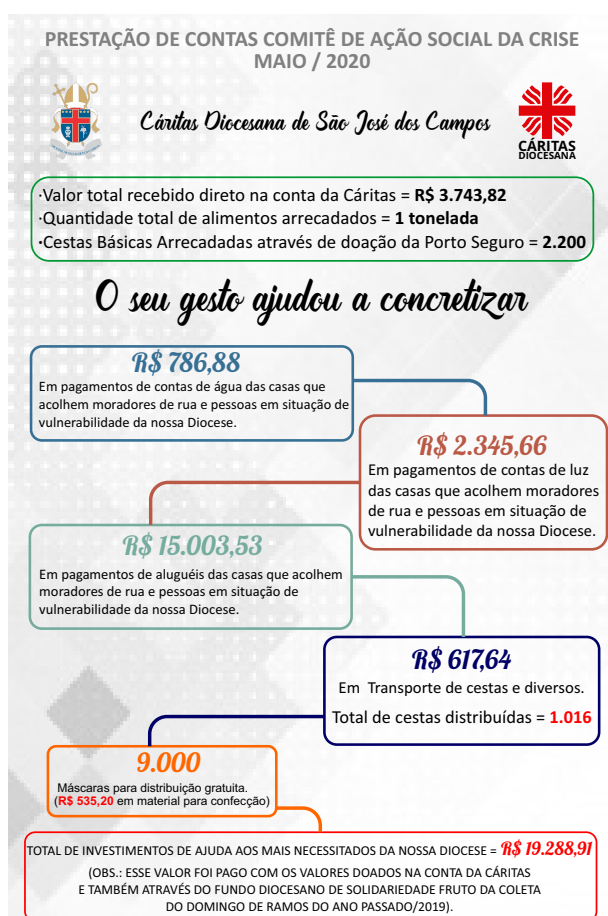 PRESTAÇÃO DE CONTAS COMITÊ DE AÇÃO SOCIAL DA CRISE
MAIO / 2020
Cáritas Diocesana de São José dos Campos
CÁRITAS
DIOCESANA
·Valor total recebido direto na conta da Cáritas = R$ 3.743,82
·Quantidade total de alimentos arrecadados = 1 tonelada
·Cestas Básicas Arrecadadas através de doação da Porto Seguro = 2.200
O seu gesto ajudou a concretizar
R$ 786,88
Em pagamentos de contas de água das casas que
acolhem moradores de rua e pessoas em situação de
vulnerabilidade da nossa Diocese.
R$ 2.345,66
Em pagamentos de contas de luz
das casas que acolhem moradores
de rua e pessoas em situação de
vulnerabilidade da nossa Diocese.
R$ 15.003,53
Em pagamentos de aluguéis das casas que acolhem
moradores de rua e pessoas em situação de
vulnerabilidade da nossa Diocese.
R$ 617,64
Em Transporte de cestas e diversos.
Total de cestas distribuídas = 1.016
9.000
Máscaras para distribuição gratuita.
(R$ 535,20 em material para confecção)
TOTAL DE INVESTIMENTOS DE AJUDA AOS MAIS NECESSITADOS DA NOSSA DIOCESE = R$ 19.288,91
(OBS.: ESSE VALOR FOI PAGO COM OS VALORES DOADOS NA CONTA DA CÁRITAS
E TAMBÉM ATRAVÉS DO FUNDO DIOCESANO DE SOLIDARIEDADE FRUTO DA COLETA
DO DOMINGO DE RAMOS DO ANO PASSADO/2019).